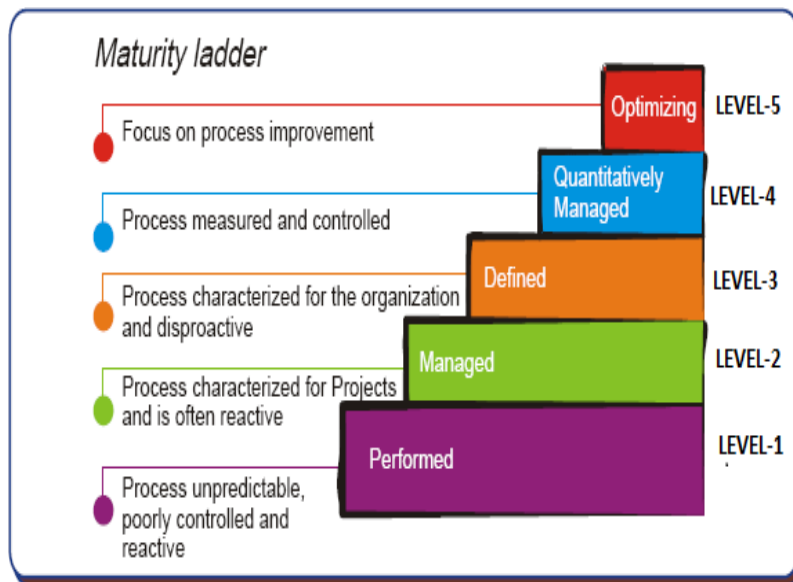 Maturity ladder
Optimizing
LEVEL-5
Focus on process improvement
Quantitatively
Managed
LEVEL-4
Process measured and controlled
Defined
LEVEL-3
Process characterized for the organization
and disproactive
Managed
LEVEL-2
Process characterized for Projects
and is often reactive
Performed
LEVEL-1
Process unpredictable,
poorly controlled and
reactive